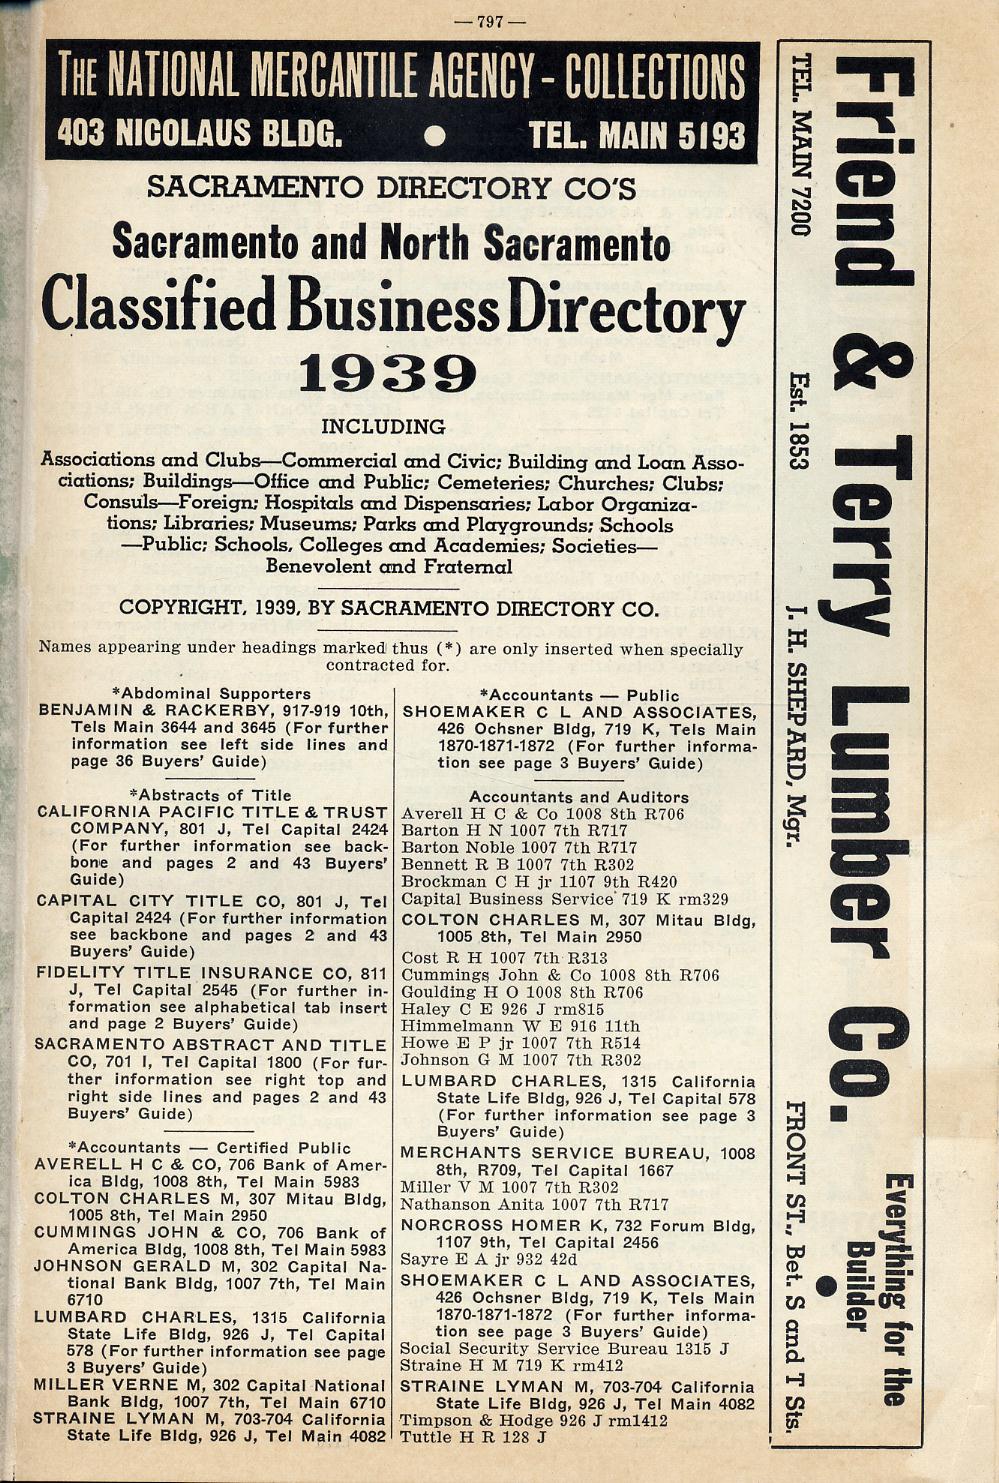 — 797 —
THE NATIONAL MERCANTILE AGENCY - COLLECTIONS
403 NICOLAUS BLDG. ● TEL. MAIN 5193
SACRAMENTO DIRECTORY CO'S
Sacramento and North Sacramento
Classified Business Directory
1939
INCLUDING
Associations and Clubs—Commercial and Civic; Building and Loan Asso-
ciations; Buildings—Office and Public; Cemeteries; Churches; Clubs;
Consuls—Foreign; Hospitals and Dispensaries; Labor Organiza-
tions; Libraries; Museums; Parks and Playgrounds; Schools
—Public; Schools, Colleges and Academies; Societies—
Benevolent and Fraternal
COPYRIGHT, 1939, BY SACRAMENTO DIRECTORY CO.
Names appearing under headings marked thus (*) are only inserted when specially
contracted for.
*Abdominal Supporters
BENJAMIN & RACKERBY, 917-919 10th,
Tels Main 3644 and 3645 (For further
information see left side lines and
page 36 Buyers' Guide)
*Abstracts of Title
CALIFORNIA PACIFIC TITLE & TRUST
COMPANY, 801 J, Tel Capital 2424
(For further information see back-
bone and pages 2 and 43 Buyers'
Guide)
CAPITAL CITY TITLE CO, 801 J, Tel
Capital 2424 (For further information
see backbone and pages 2 and 43
Buyers' Guide)
FIDELITY TITLE INSURANCE CO, 811
J, Tel Capital 2545 (For further in-
formation see alphabetical tab insert
and page 2 Buyers' Guide)
SACRAMENTO ABSTRACT AND TITLE
CO, 701 I, Tel Capital 1800 (For fur-
ther information see right top and
right side lines and pages 2 and 43
Buyers' Guide)
*Accountants — Certified Public
AVERELL H C & CO, 706 Bank of Amer-
ica Bldg, 1008 8th, Tel Main 5983
COLTON CHARLES M, 307 Mitau Bldg,
1005 8th, Tel Main 2950
CUMMINGS JOHN & CO, 706 Bank of
America Bldg, 1008 8th, Tel Main 5983
JOHNSON GERALD M, 302 Capital Na-
tional Bank Bldg, 1007 7th, Tel Main
6710
LUMBARD CHARLES, 1315 California
State Life Bldg, 926 J, Tel Capital
578 (For further information see page
3 Buyers' Guide)
MILLER VERNE M, 302 Capital National
Bank Bldg, 1007 7th, Tel Main 6710
STRAINE LYMAN M, 703-704 California
State Life Bldg, 926 J, Tel Main 4082
*Accountants — Public
SHOEMAKER C L AND ASSOCIATES,
426 Ochsner Bldg, 719 K, Tels Main
1870-1871-1872 (For further informa-
tion see page 3 Buyers' Guide)
Accountants and Auditors
Averell H C & Co 1008 8th R706
Barton H N 1007 7th R717
Barton Noble 1007 7th R717
Bennett R B 1007 7th R302
Brockman C H jr 1107 9th R420
Capital Business Service 719 K rm329
COLTON CHARLES M, 307 Mitau Bldg,
1005 8th, Tel Main 2950
Cost R H 1007 7th R313
Cummings John & Co 1008 8th R706
Goulding H O 1008 8th R706
Haley C E 926 J rm815
Himmelmann W E 916 11th
Howe E P jr 1007 7th R514
Johnson G M 1007 7th R302
LUMBARD CHARLES, 1315 California
State Life Bldg, 926 J, Tel Capital 578
(For further information see page 3
Buyers' Guide)
MERCHANTS SERVICE BUREAU, 1008
8th, R709, Tel Capital 1667
Miller V M 1007 7th R302
Nathanson Anita 1007 7th R717
NORCROSS HOMER K, 732 Forum Bldg,
1107 9th, Tel Capital 2456
Sayre E A jr 932 42d
SHOEMAKER C L AND ASSOCIATES,
426 Ochsner Bldg, 719 K, Tels Main
1870-1871-1872 (For further informa-
tion see page 3 Buyers' Guide)
Social Security Service Bureau 1315 J
Straine H M 719 K rm412
STRAINE LYMAN M, 703-704 California
State Life Bldg, 926 J, Tel Main 4082
Timpson & Hodge 926 J rm1412
Tuttle H R 128 J
Friend & Terry Lumber Co.
Everything for the
Builder
TEL. MAIN 7200 Est. 1853 J. H. SHEPARD, Mgr. FRONT ST., Bet. S and T Sts.